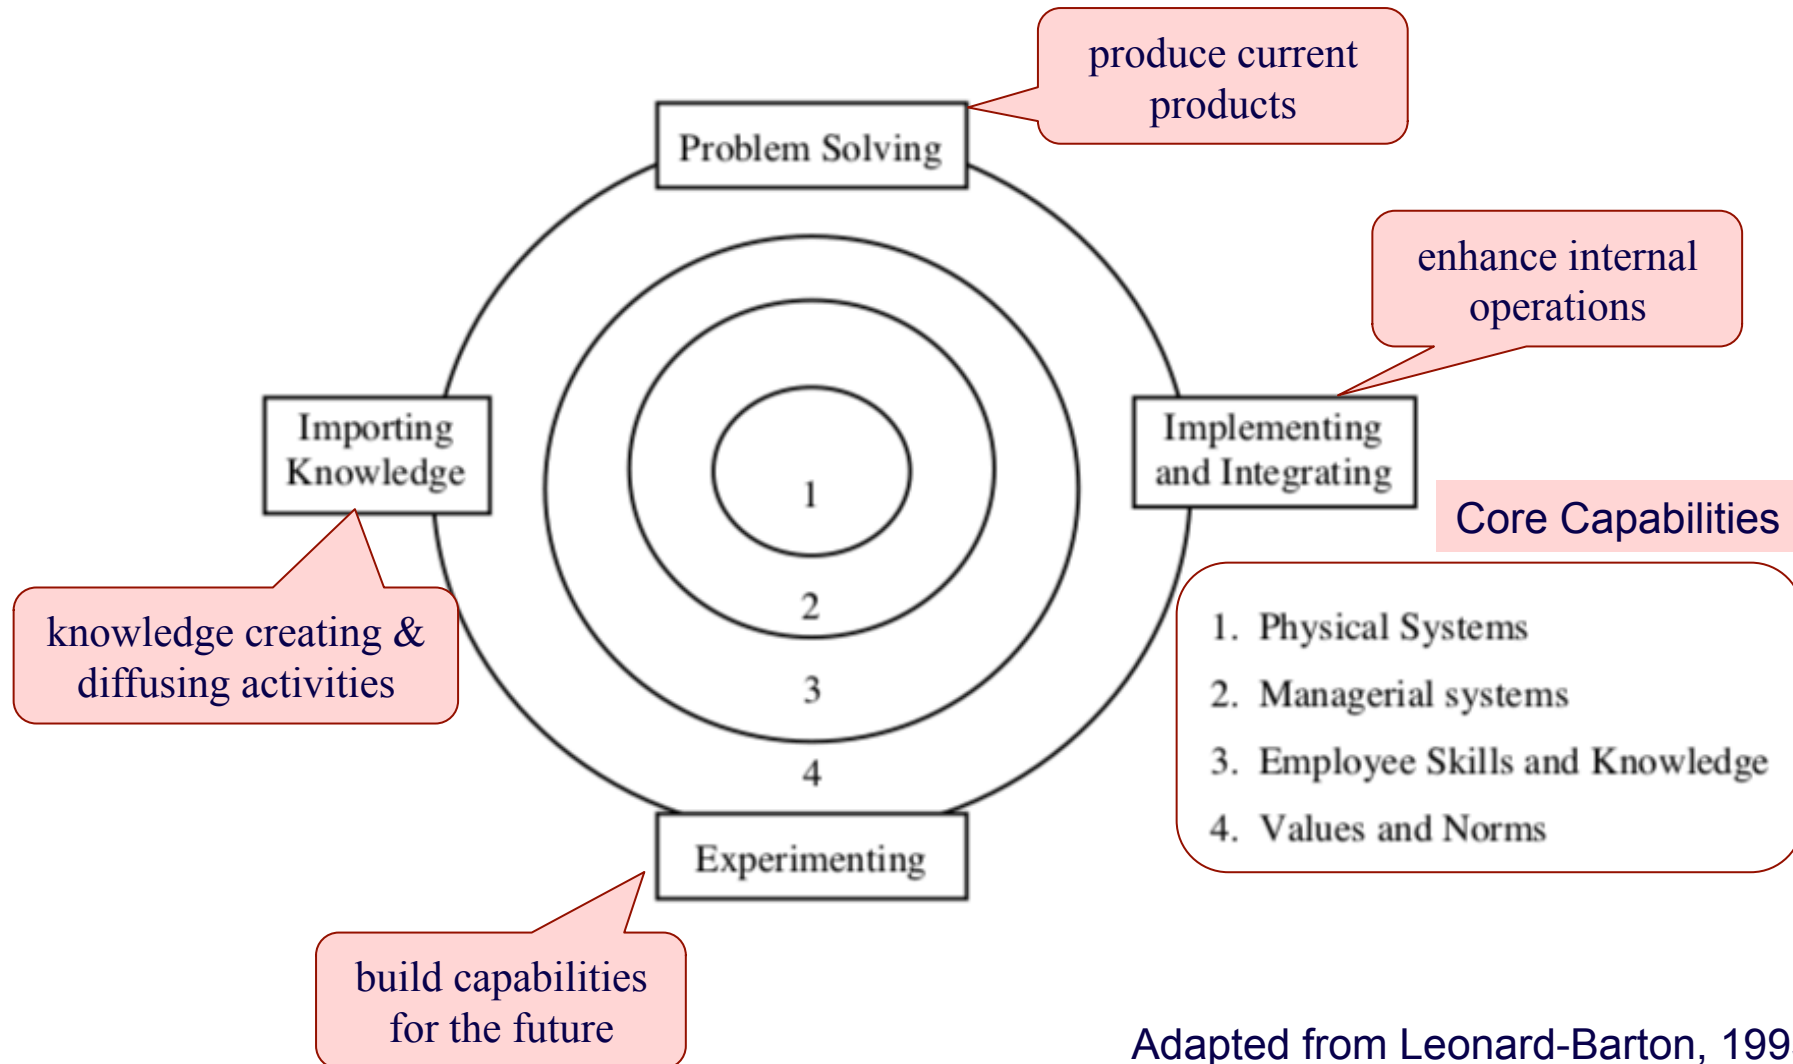 produce current
products
Problem Solving
enhance internal
operations
Importing
Knowledge
Implementing
and Integrating
1
Core Capabilities
2
knowledge creating &
diffusing activities
3
1. Physical Systems
2. Managerial systems
3. Employee Skills and Knowledge
4. Values and Norms
4
Experimenting
build capabilities
for the future
Adapted from Leonard-Barton, 199